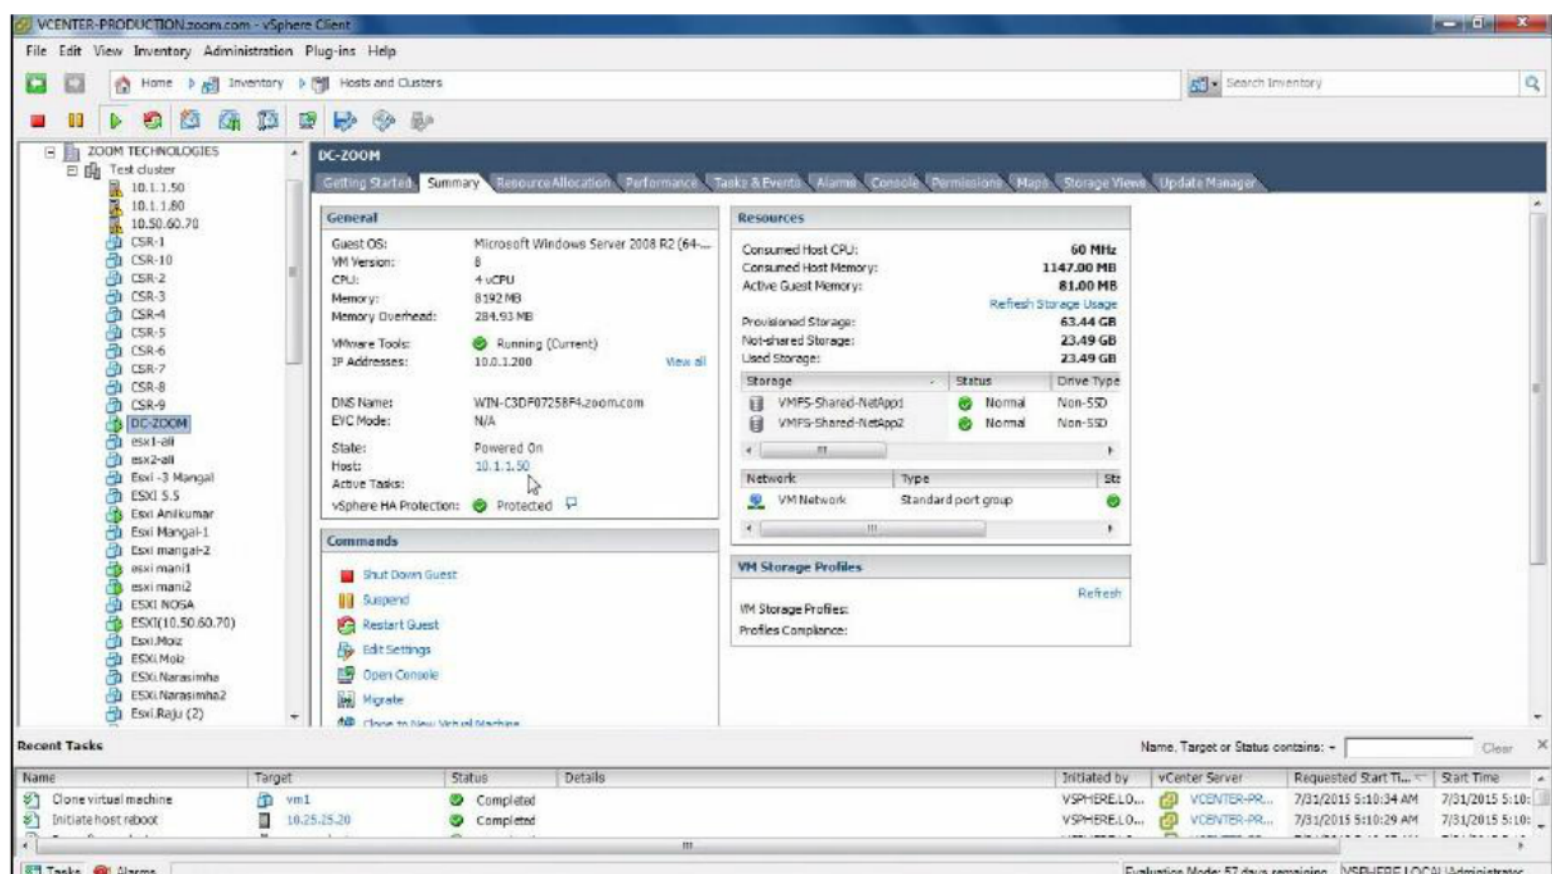 VCENTER-PRODUCTION.zoom.com - vSphere Client
File Edit View Inventory Administration Plug-ins Help
Home Inventory Hosts and Clusters
Search Inventory
ZOOM TECHNOLOGIES
Test cluster
10.1.1.50
10.1.1.80
10.50.60.70
CSR-1
CSR-10
CSR-2
CSR-3
CSR-4
CSR-5
CSR-6
CSR-7
CSR-8
CSR-9
DC-ZOOM
esx1-ali
esx2-ali
Esxi -3 Mangal
ESXI 5.5
Esxi Anilkumar
Esxi Mangal-1
Esxi mangal-2
esxi mani1
esxi mani2
ESXI NOSA
ESXI(10.50.60.70)
Esxi.Moiz
ESXi.Moiz
ESXi.Narasimha
ESXi.Narasimha2
Esxi.Raju (2)
DC-ZOOM
Getting Started Summary Resource Allocation Performance Tasks & Events Alarms Console Permissions Maps Storage Views Update Manager
General
Guest OS: Microsoft Windows Server 2008 R2 (64-...
VM Version: 8
CPU: 4 vCPU
Memory: 8192 MB
Memory Overhead: 284.93 MB
VMware Tools: Running (Current)
IP Addresses: 10.0.1.200 View all
DNS Name: WIN-C3DF07258F4.zoom.com
EVC Mode: N/A
State: Powered On
Host: 10.1.1.50
Active Tasks:
vSphere HA Protection: Protected
Commands
Shut Down Guest
Suspend
Restart Guest
Edit Settings
Open Console
Migrate
Clone to New Virtual Machine
Resources
Consumed Host CPU: 60 MHz
Consumed Host Memory: 1147.00 MB
Active Guest Memory: 81.00 MB
Refresh Storage Usage
Provisioned Storage: 63.44 GB
Not-shared Storage: 23.49 GB
Used Storage: 23.49 GB
Storage Status Drive Type
VMFS-Shared-NetApp1 Normal Non-SSD
VMFS-Shared-NetApp2 Normal Non-SSD
Network Type Sta
VM Network Standard port group
VM Storage Profiles
Refresh
VM Storage Profiles:
Profiles Compliance:
Recent Tasks
Name, Target or Status contains: Clear
Name Target Status Details Initiated by vCenter Server Requested Start Ti... Start Time
Clone virtual machine vm1 Completed VSPHERE.LO... VCENTER-PR... 7/31/2015 5:10:34 AM 7/31/2015 5:10:
Initiate host reboot 10.25.25.20 Completed VSPHERE.LO... VCENTER-PR... 7/31/2015 5:10:29 AM 7/31/2015 5:10:
Tasks Alarms
Evaluation Mode: 57 days remaining VSPHERE.LOCAL\Administrator